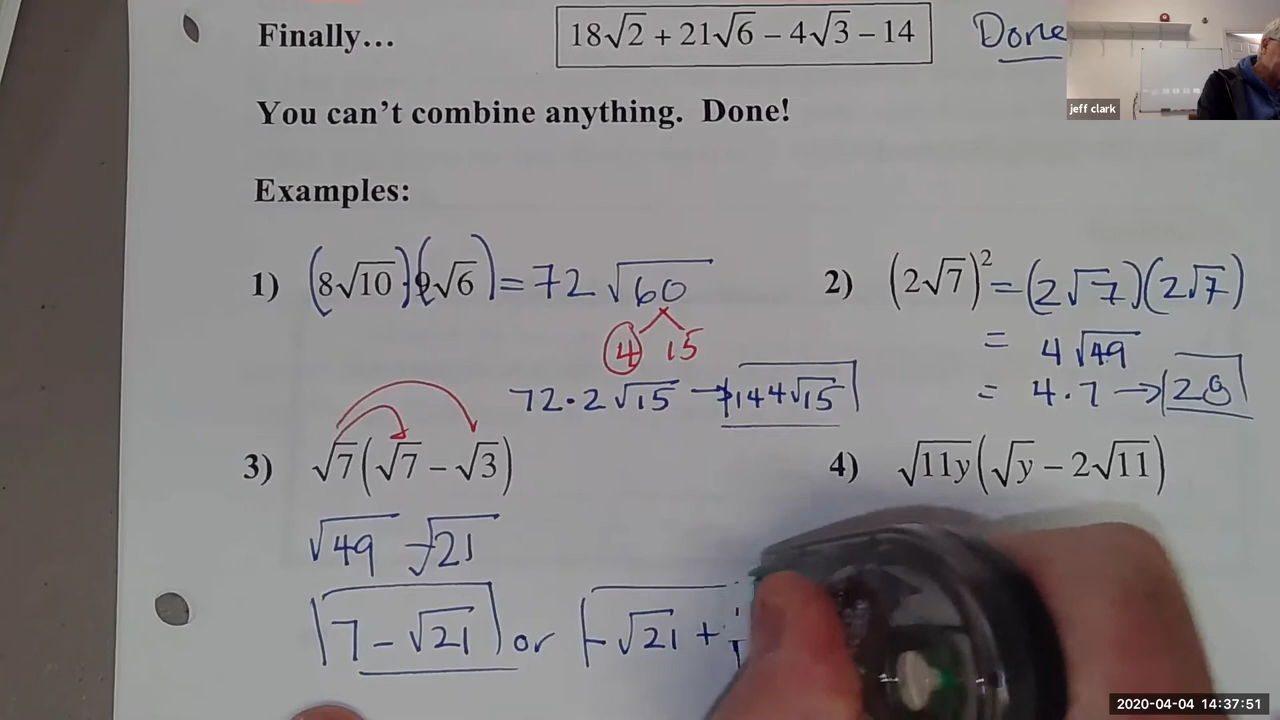 Finally… 18√2 + 21√6 − 4√3 − 14 Done
jeff clark
You can't combine anything. Done!
Examples:
1) (8√10)·(9√6) = 72√60
4 15
72·2√15 → 144√15
2) (2√7)² = (2√7)(2√7)
= 4√49
= 4·7 → 28
3) √7(√7 − √3)
√49 − √21
7 − √21 or −√21 +
4) √11y(√y − 2√11)
2020-04-04 14:37:51